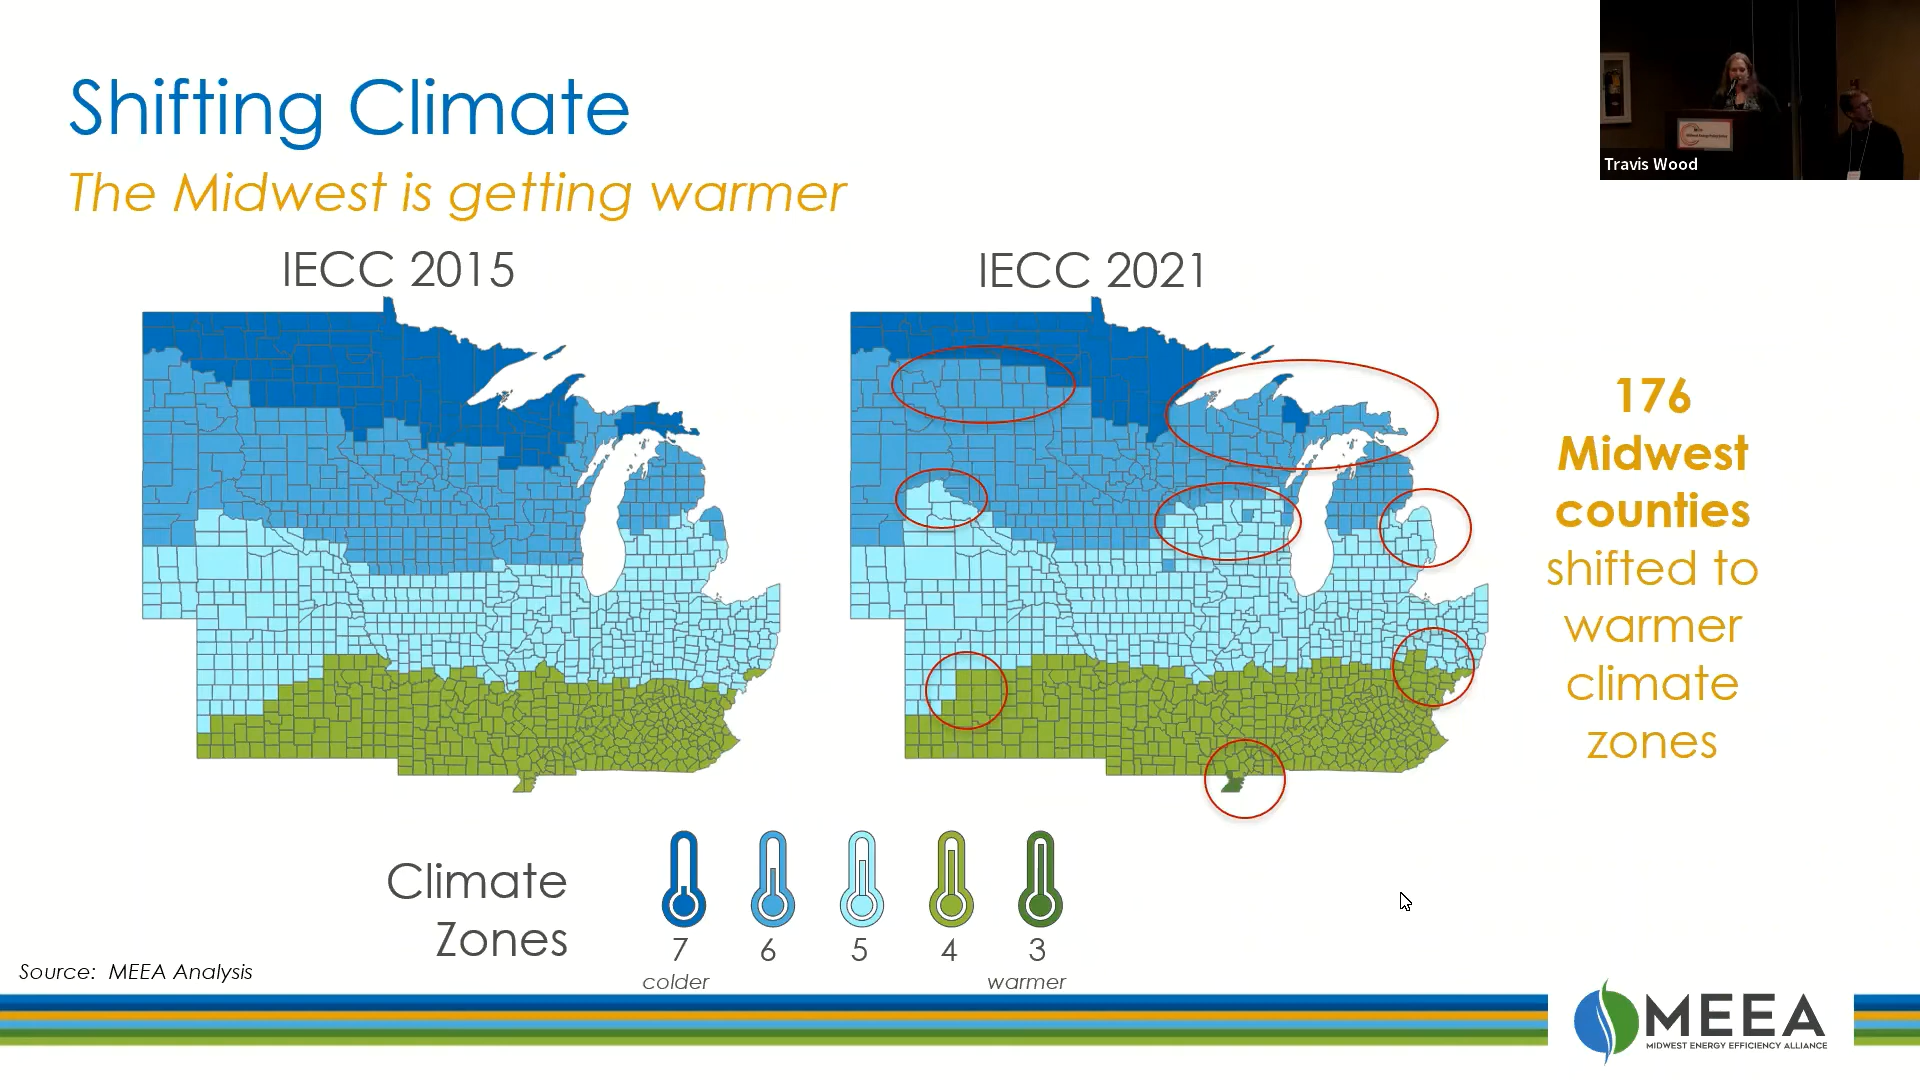 Shifting Climate
The Midwest is getting warmer
Travis Wood
IECC 2015
IECC 2021
176
Midwest
counties
shifted to
warmer
climate
zones
Climate
Zones
7
6
5
4
3
colder
warmer
Source: MEEA Analysis
MEEA
MIDWEST ENERGY EFFICIENCY ALLIANCE